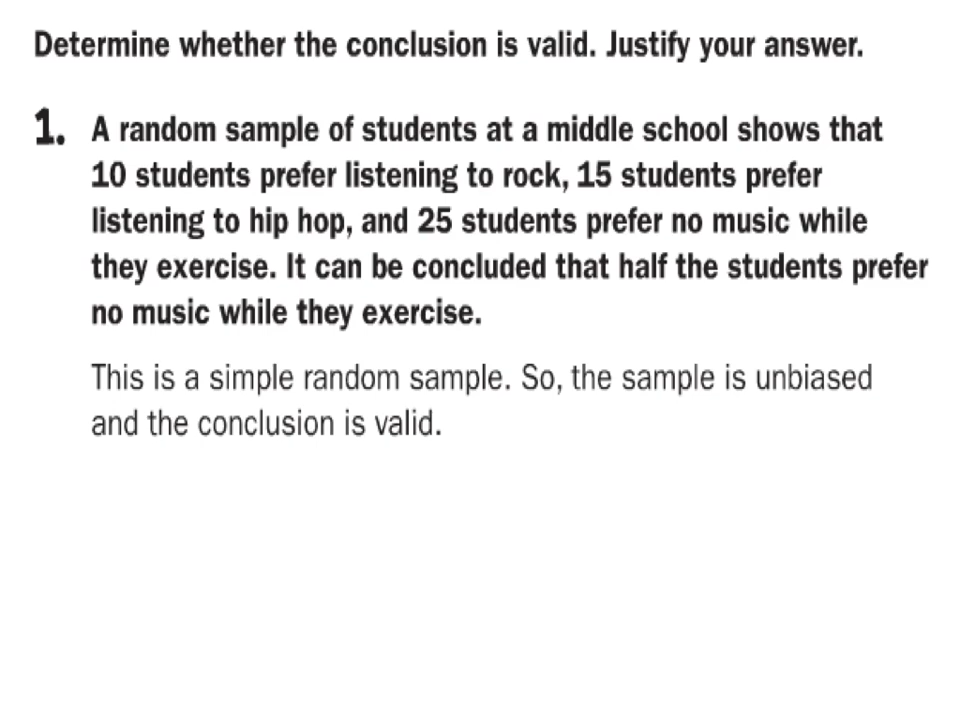 Determine whether the conclusion is valid. Justify your answer.
1. A random sample of students at a middle school shows that
10 students prefer listening to rock, 15 students prefer
listening to hip hop, and 25 students prefer no music while
they exercise. It can be concluded that half the students prefer
no music while they exercise.
This is a simple random sample. So, the sample is unbiased
and the conclusion is valid.